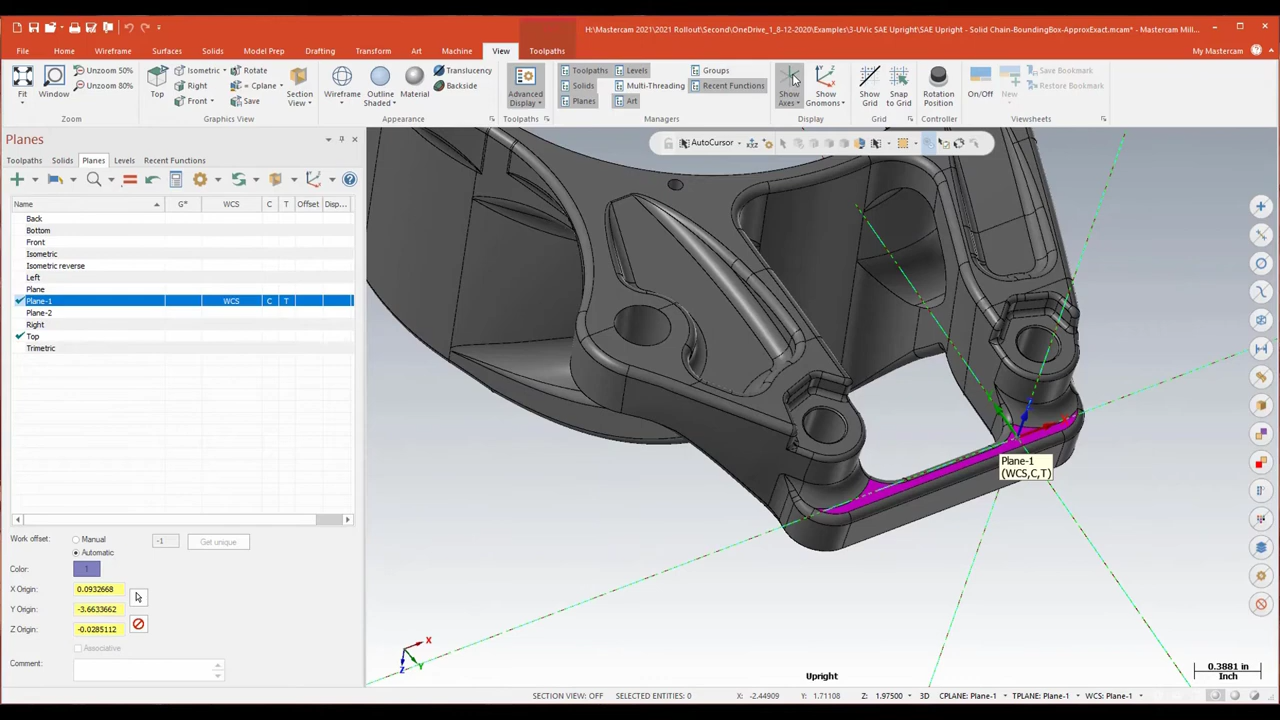 H:\Mastercam 2021\2021 Rollout\Second\OneDrive_1_8-12-2020\Examples\3-UVic SAE Upright\SAE Upright - Solid Chain-BoundingBox-ApproxExact.mcam* - Mastercam Mill...
File Home Wireframe Surfaces Solids Model Prep Drafting Transform Art Machine View Toolpaths My Mastercam
Fit
Window
Unzoom 50%
Unzoom 80%
Zoom
Top
Isometric
Right
Front
Rotate
= Cplane
Save
Section View
Graphics View
Wireframe
Outline Shaded
Material
Translucency
Backside
Appearance
Advanced Display
Toolpaths
Toolpaths Levels Groups
Solids Multi-Threading Recent Functions
Planes Art
Managers
Show Axes
Show Gnomons
Display
Show Grid
Snap to Grid
Grid
Rotation Position
Controller
On/Off
New
Save Bookmark
Restore Bookmark
Viewsheets
Planes
Toolpaths Solids Planes Levels Recent Functions
AutoCursor
Name G* WCS C T Offset Disp...
Back
Bottom
Front
Isometric
Isometric reverse
Left
Plane
Plane-1 WCS C T
Plane-2
Right
Top
Trimetric
Plane-1
(WCS,C,T)
Work offset: Manual -1 Get unique
Automatic
Color: 1
X Origin: 0.0932668
Y Origin: -3.6633662
Z Origin: -0.0285112
Associative
Comment:
X
Y
Z
Upright
0.3881 in
Inch
SECTION VIEW: OFF SELECTED ENTITIES: 0 X: -2.44909 Y: 1.71108 Z: 1.97500 3D CPLANE: Plane-1 TPLANE: Plane-1 WCS: Plane-1